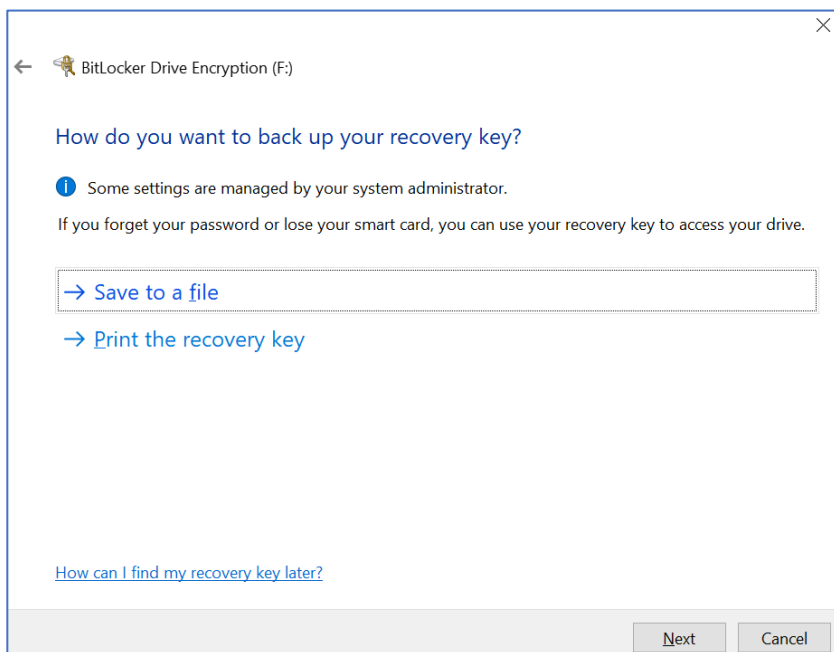 BitLocker Drive Encryption (F:)
How do you want to back up your recovery key?
Some settings are managed by your system administrator.
If you forget your password or lose your smart card, you can use your recovery key to access your drive.
Save to a file
Print the recovery key
How can I find my recovery key later?
Next
Cancel